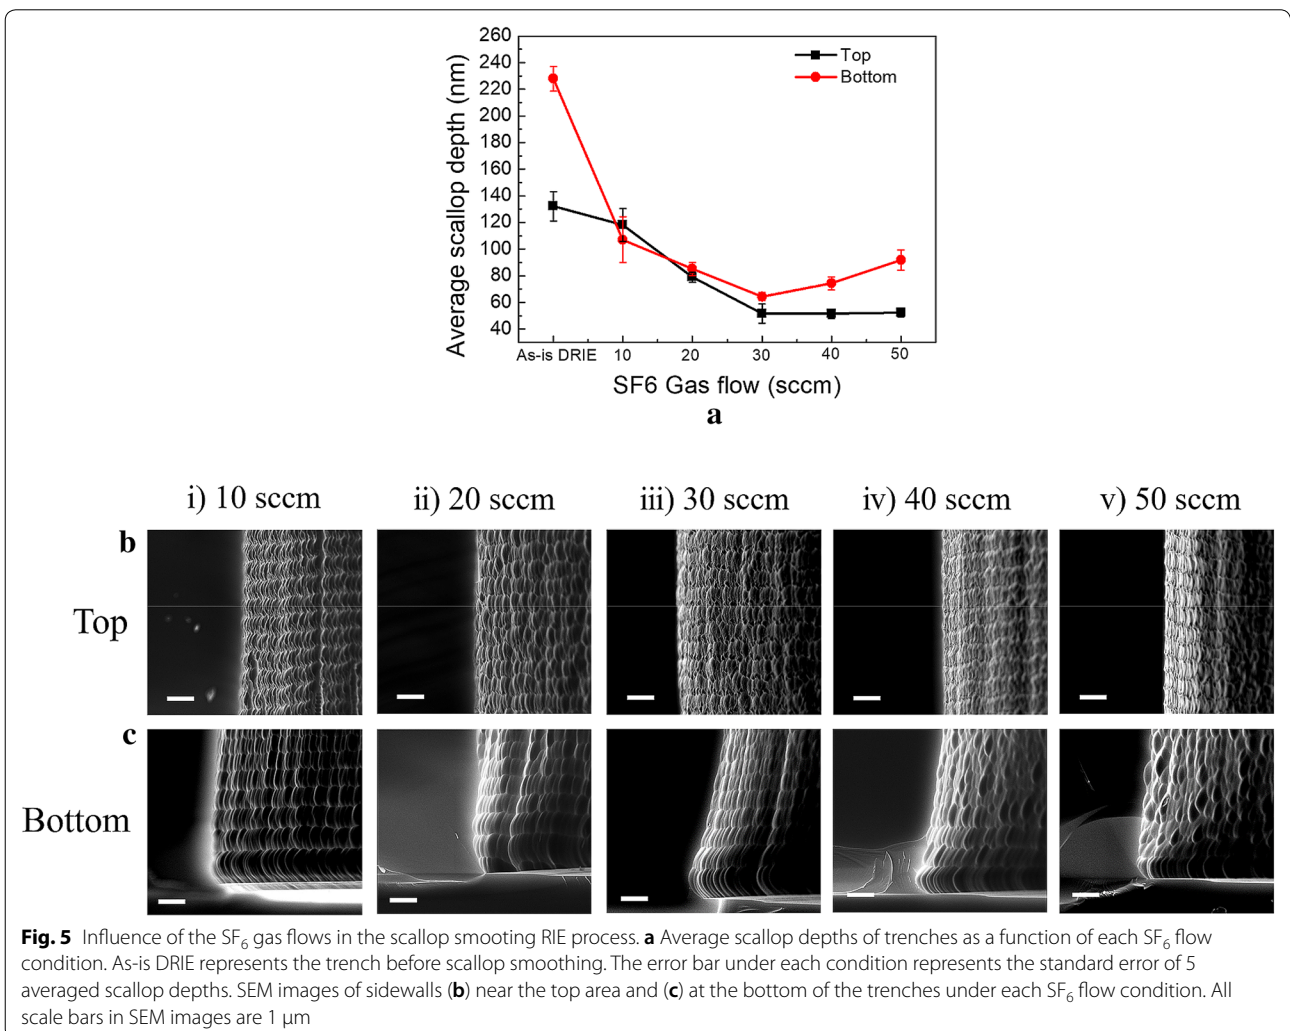 260
240
220
200
180
160
140
120
100
80
60
40
Average scallop depth (nm)
Top
Bottom
As-is DRIE 10 20 30 40 50
SF6 Gas flow (sccm)
a
i) 10 sccm ii) 20 sccm iii) 30 sccm iv) 40 sccm v) 50 sccm
b
Top
c
Bottom
Fig. 5 Influence of the SF6 gas flows in the scallop smooting RIE process. a Average scallop depths of trenches as a function of each SF6 flow
condition. As-is DRIE represents the trench before scallop smoothing. The error bar under each condition represents the standard error of 5
averaged scallop depths. SEM images of sidewalls (b) near the top area and (c) at the bottom of the trenches under each SF6 flow condition. All
scale bars in SEM images are 1 μm